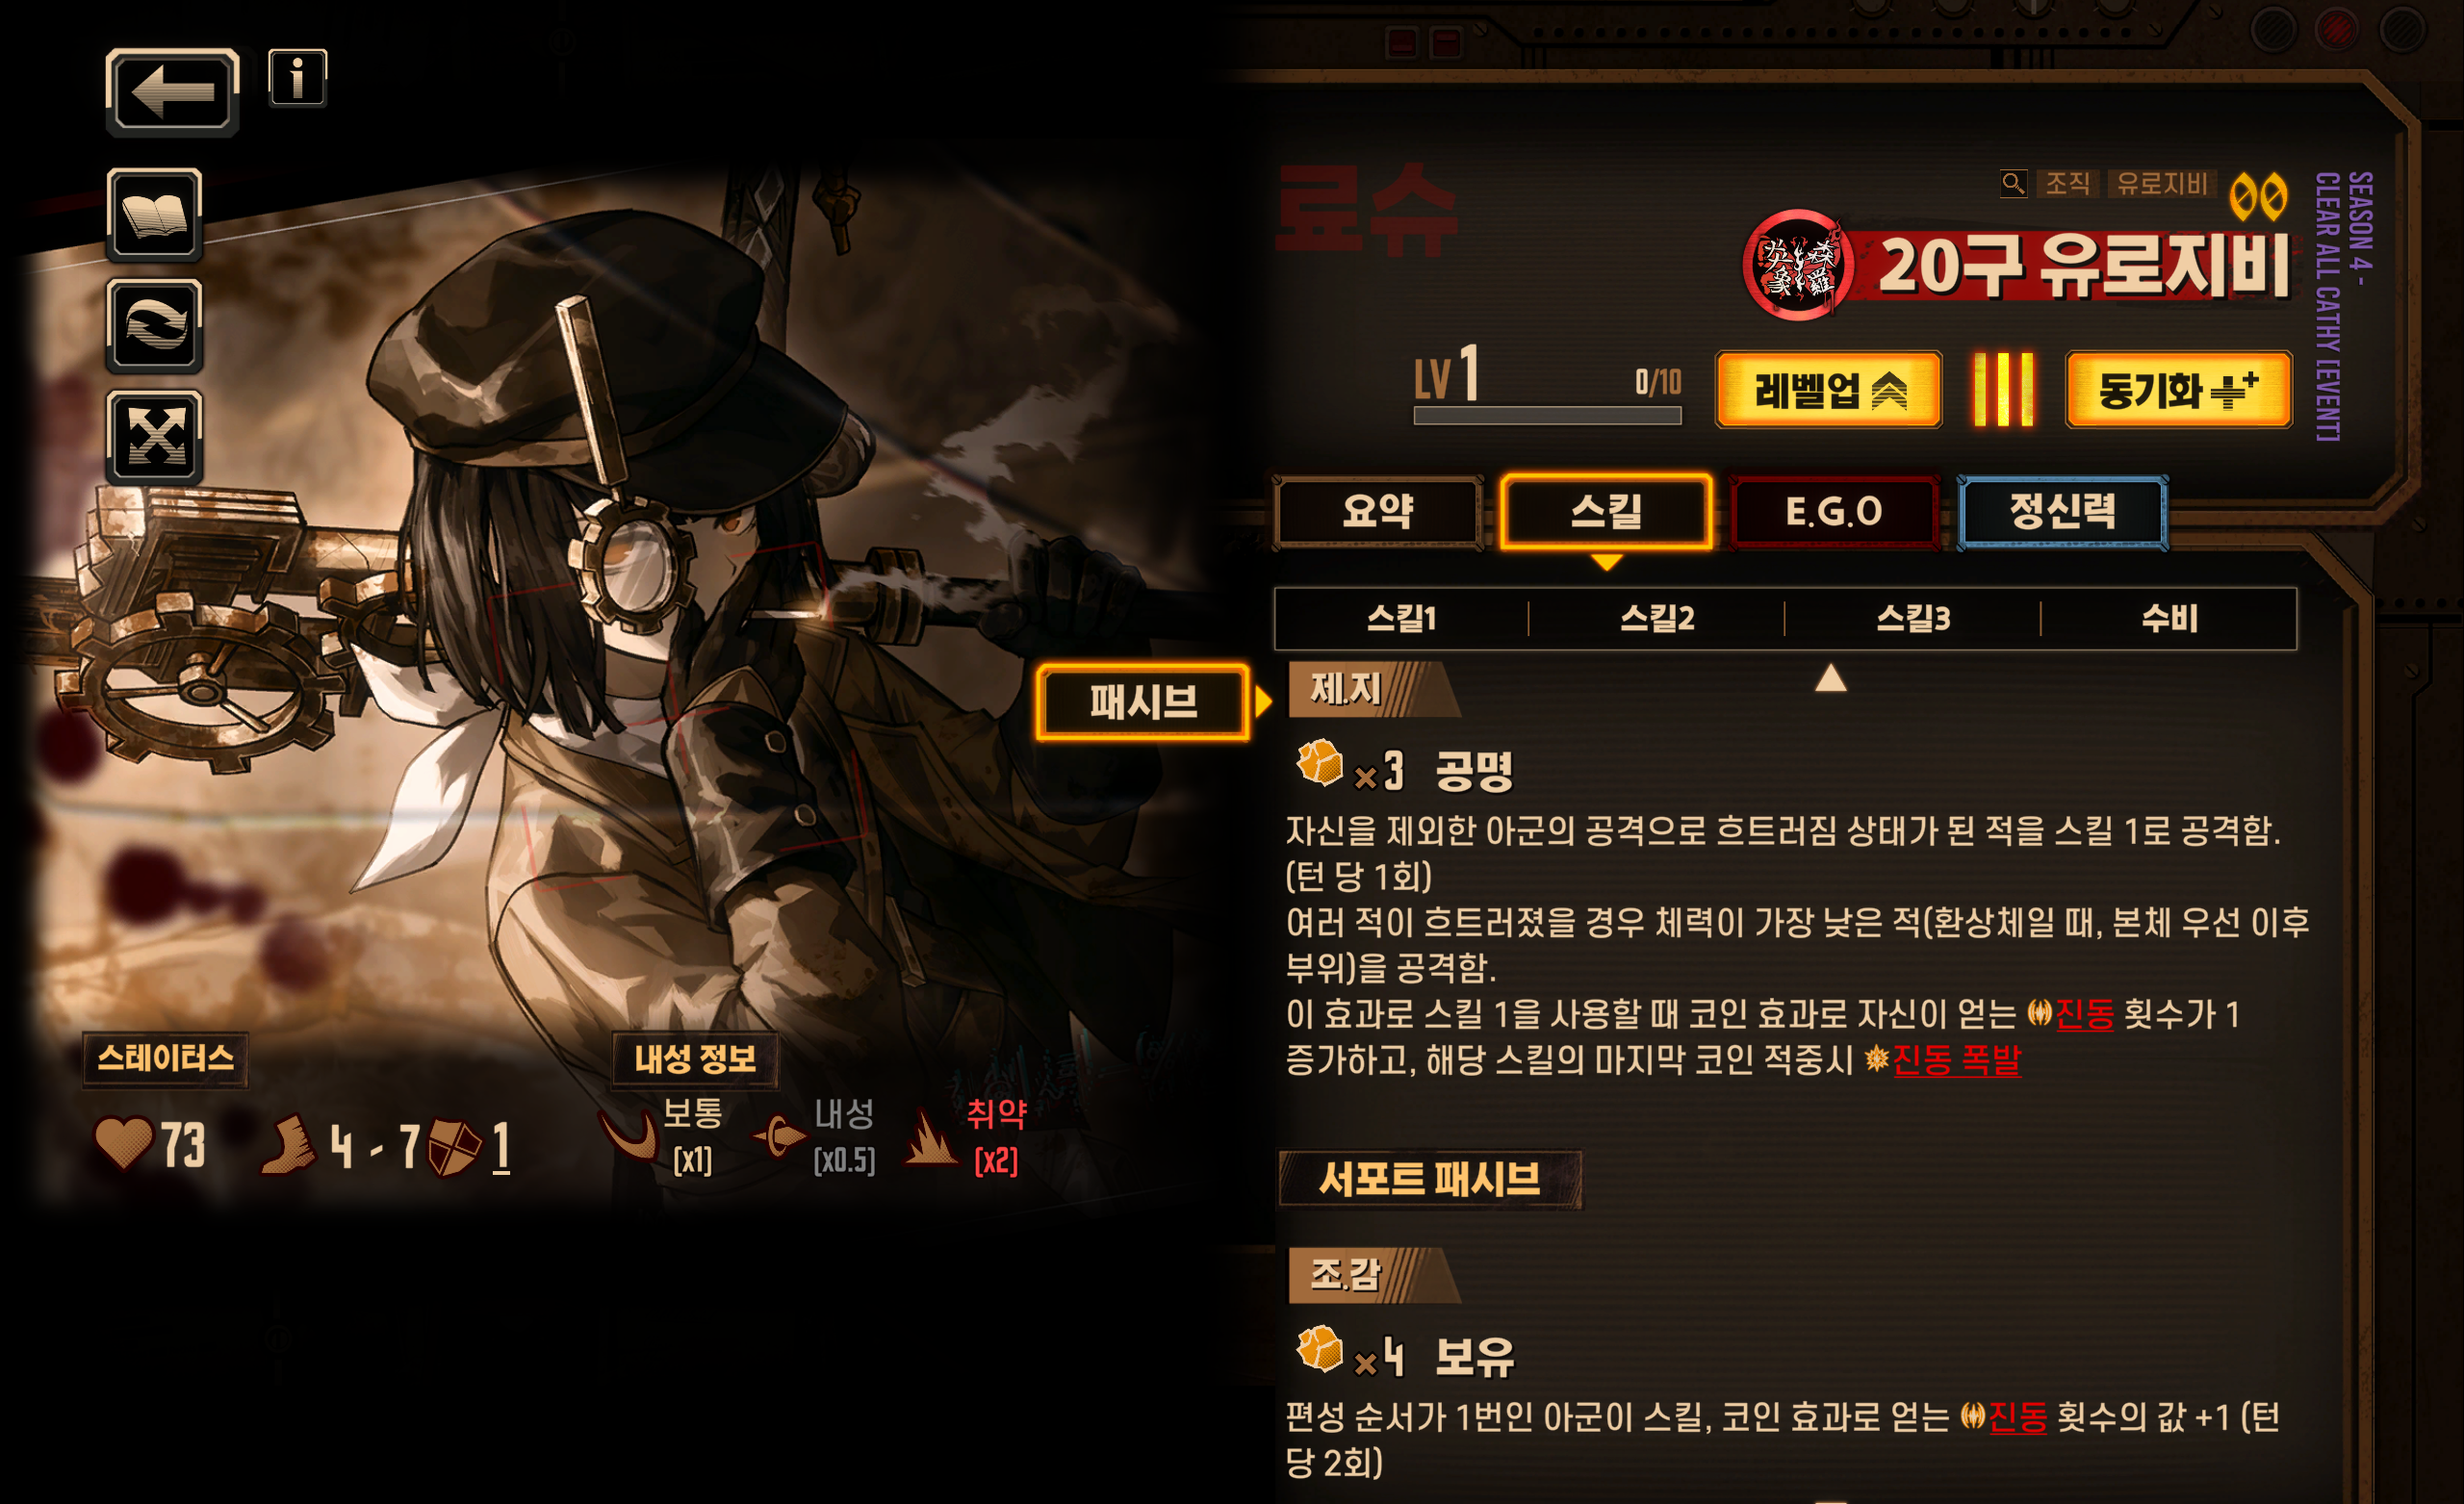 료슈
조직 유로지비
20구 유로지비
SEASON 4 -
CLEAR ALL CATHY [EVENT]
LV 1 0/10
레벨업
동기화
요약
스킬
E.G.O
정신력
스킬1
스킬2
스킬3
수비
패시브
제.지
×3 공명
자신을 제외한 아군의 공격으로 흐트러짐 상태가 된 적을 스킬 1로 공격함.
(턴 당 1회)
여러 적이 흐트러졌을 경우 체력이 가장 낮은 적(환상체일 때, 본체 우선 이후
부위)을 공격함.
이 효과로 스킬 1을 사용할 때 코인 효과로 자신이 얻는 진동 횟수가 1
증가하고, 해당 스킬의 마지막 코인 적중시 진동 폭발
서포트 패시브
조.감
×4 보유
편성 순서가 1번인 아군이 스킬, 코인 효과로 얻는 진동 횟수의 값 +1 (턴
당 2회)
스테이터스
73
4 - 7
1
내성 정보
보통
(x1)
내성
(x0.5)
취약
(x2)